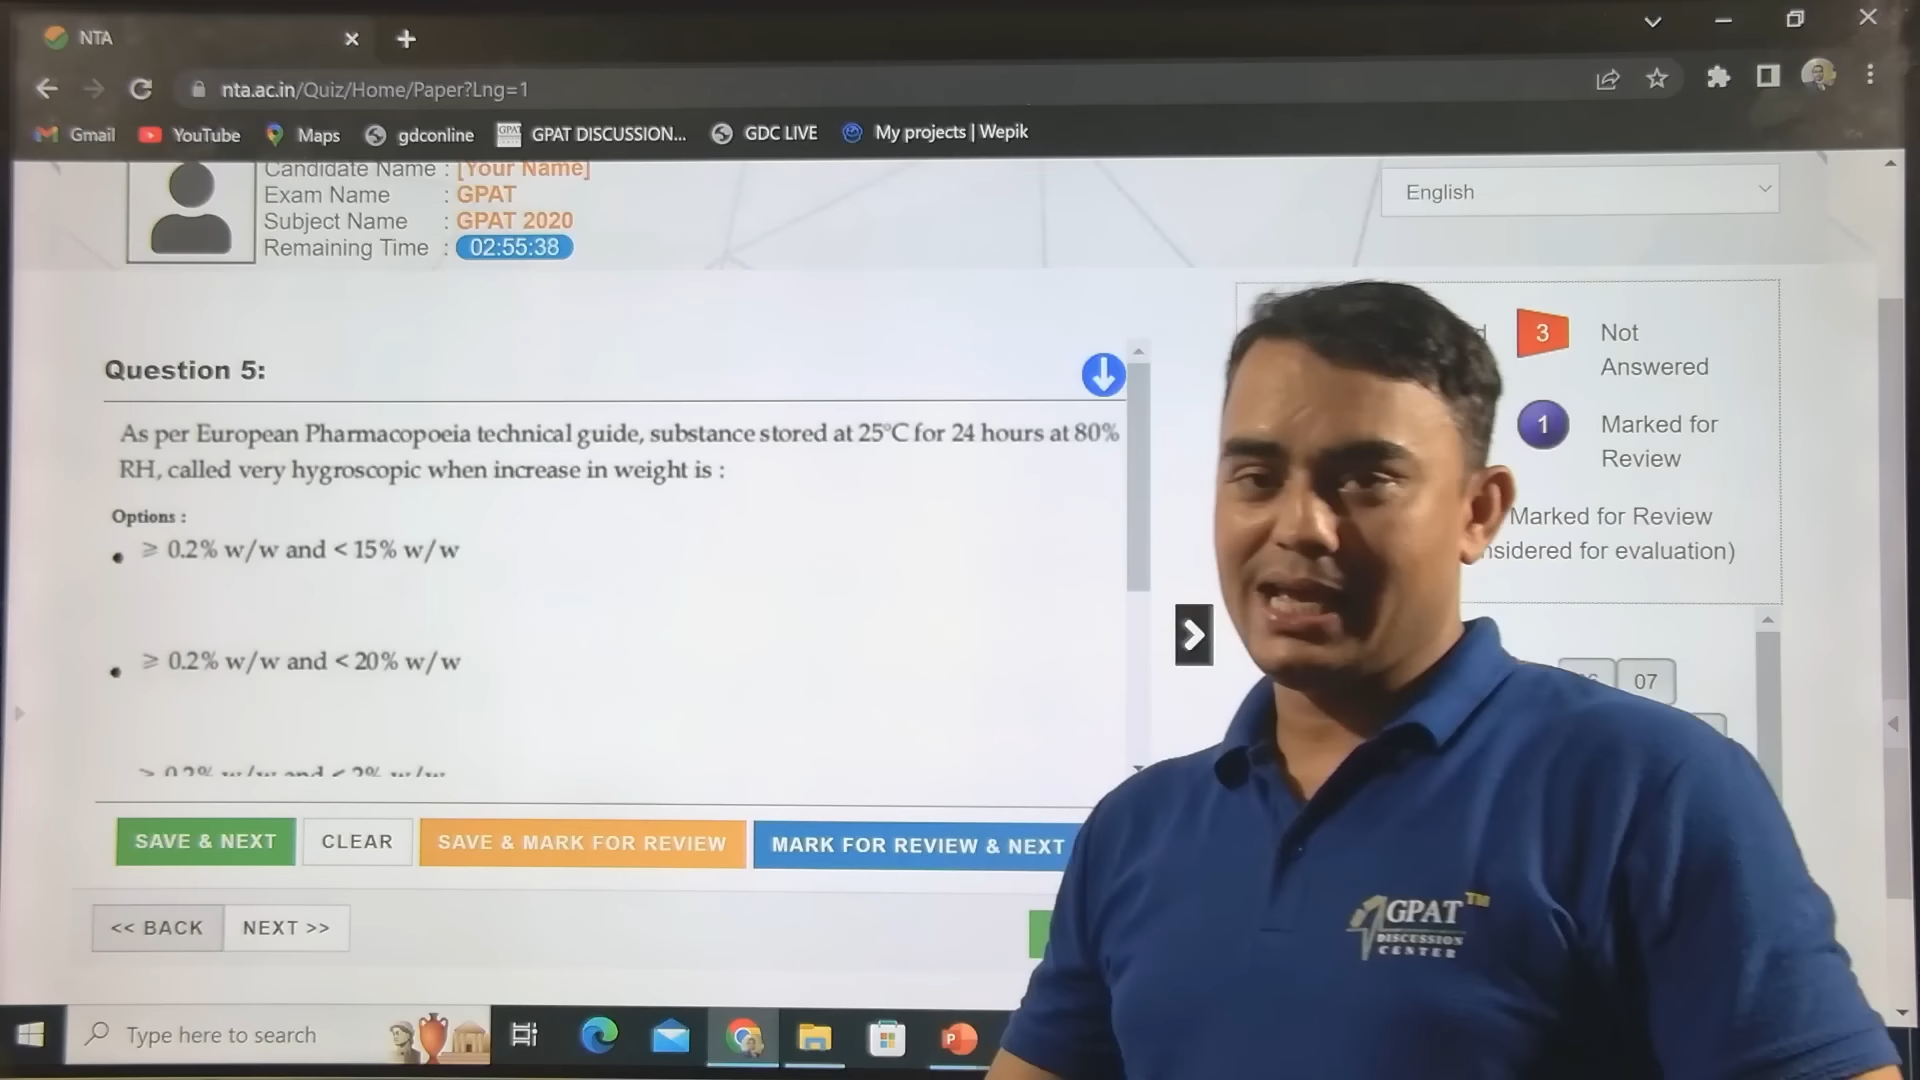 NTA
nta.ac.in/Quiz/Home/Paper?Lng=1
Gmail YouTube Maps gdconline GPAT DISCUSSION... GDC LIVE My projects | Wepik
Candidate Name : [Your Name]
Exam Name : GPAT
Subject Name : GPAT 2020
Remaining Time : 02:55:38
English
3 Not
Answered
1 Marked for
Review
Marked for Review
nsidered for evaluation)
07
Question 5:
As per European Pharmacopoeia technical guide, substance stored at 25°C for 24 hours at 80%
RH, called very hygroscopic when increase in weight is :
Options :
⩾ 0.2% w/w and < 15% w/w
⩾ 0.2% w/w and < 20% w/w
SAVE & NEXT CLEAR SAVE & MARK FOR REVIEW MARK FOR REVIEW & NEXT
<< BACK NEXT >>
GPAT™
DISCUSSION
CENTER
Type here to search